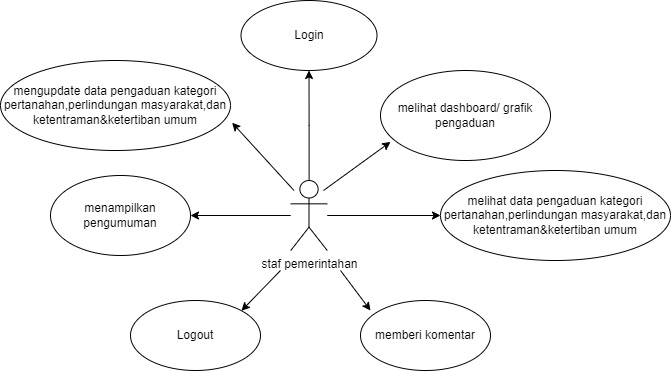 Login
mengupdate data pengaduan kategori
pertanahan,perlindungan masyarakat,dan
ketentraman&ketertiban umum
melihat dashboard/ grafik
pengaduan
menampilkan
pengumuman
melihat data pengaduan kategori
pertanahan,perlindungan masyarakat,dan
ketentraman&ketertiban umum
staf pemerintahan
Logout
memberi komentar